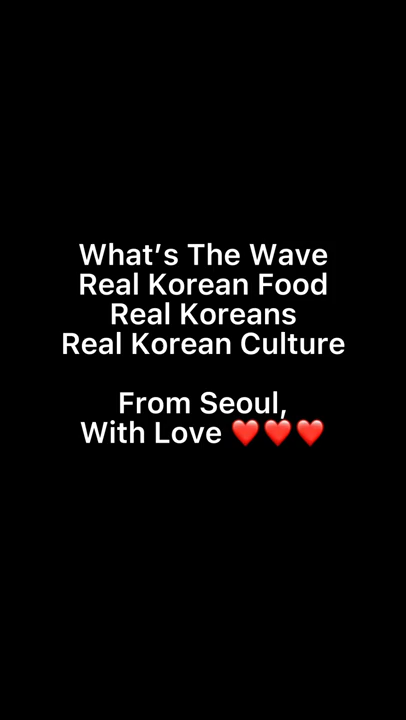 What’s The Wave
Real Korean Food
Real Koreans
Real Korean Culture
From Seoul,
With Love ❤️❤️❤️